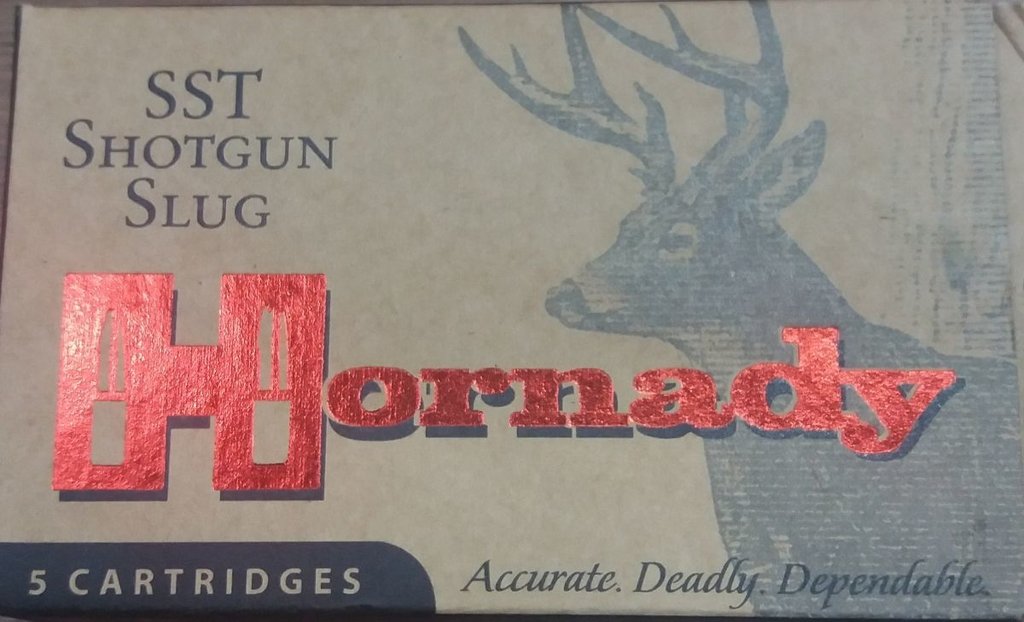 SST
SHOTGUN
SLUG
Hornady
5 CARTRIDGES
Accurate. Deadly. Dependable.